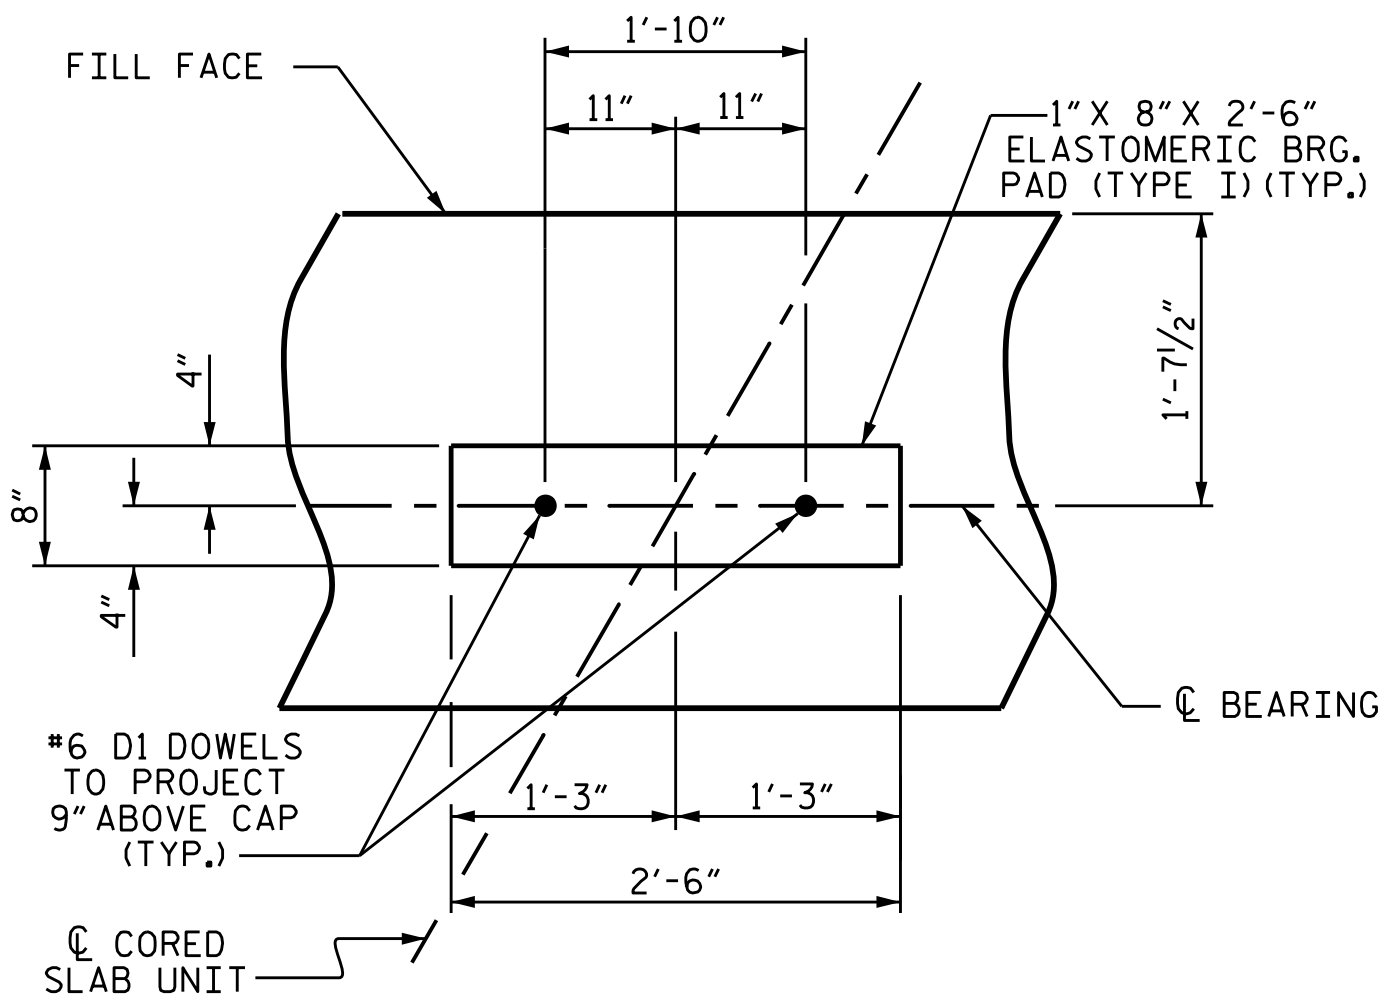 1'-10"
FILL FACE
11"
11"
1" X 8" X 2'-6"
ELASTOMERIC BRG.
PAD (TYPE I)(TYP.)
1'-7 1/2"
4"
8"
4"
℄ BEARING
#6 D1 DOWELS
TO PROJECT
9" ABOVE CAP
(TYP.)
1'-3"
1'-3"
2'-6"
℄ CORED
SLAB UNIT